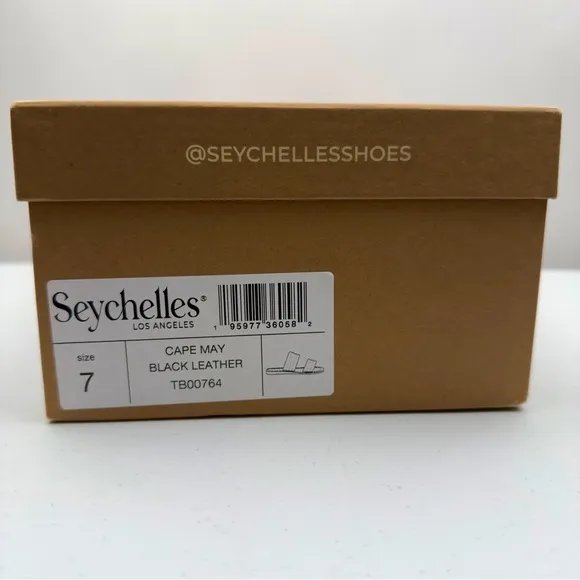 @SEYCHELLESSHOES
Seychelles®
LOS ANGELES
1 95977 36058 2
size
7
CAPE MAY
BLACK LEATHER
TB00764